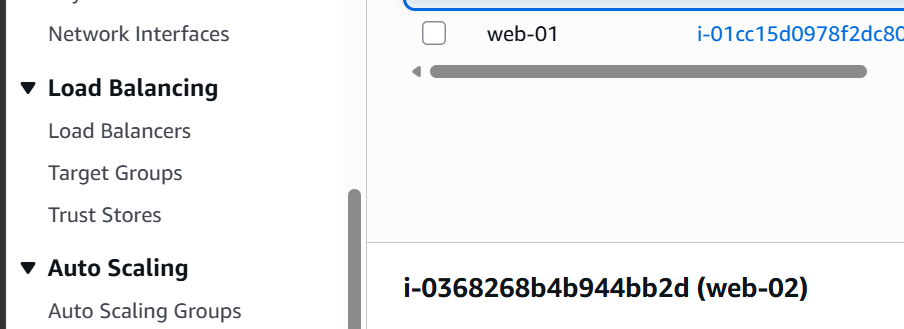 Network Interfaces
Load Balancing
Load Balancers
Target Groups
Trust Stores
Auto Scaling
Auto Scaling Groups
web-01 i-01cc15d0978f2dc80
i-0368268b4b944bb2d (web-02)